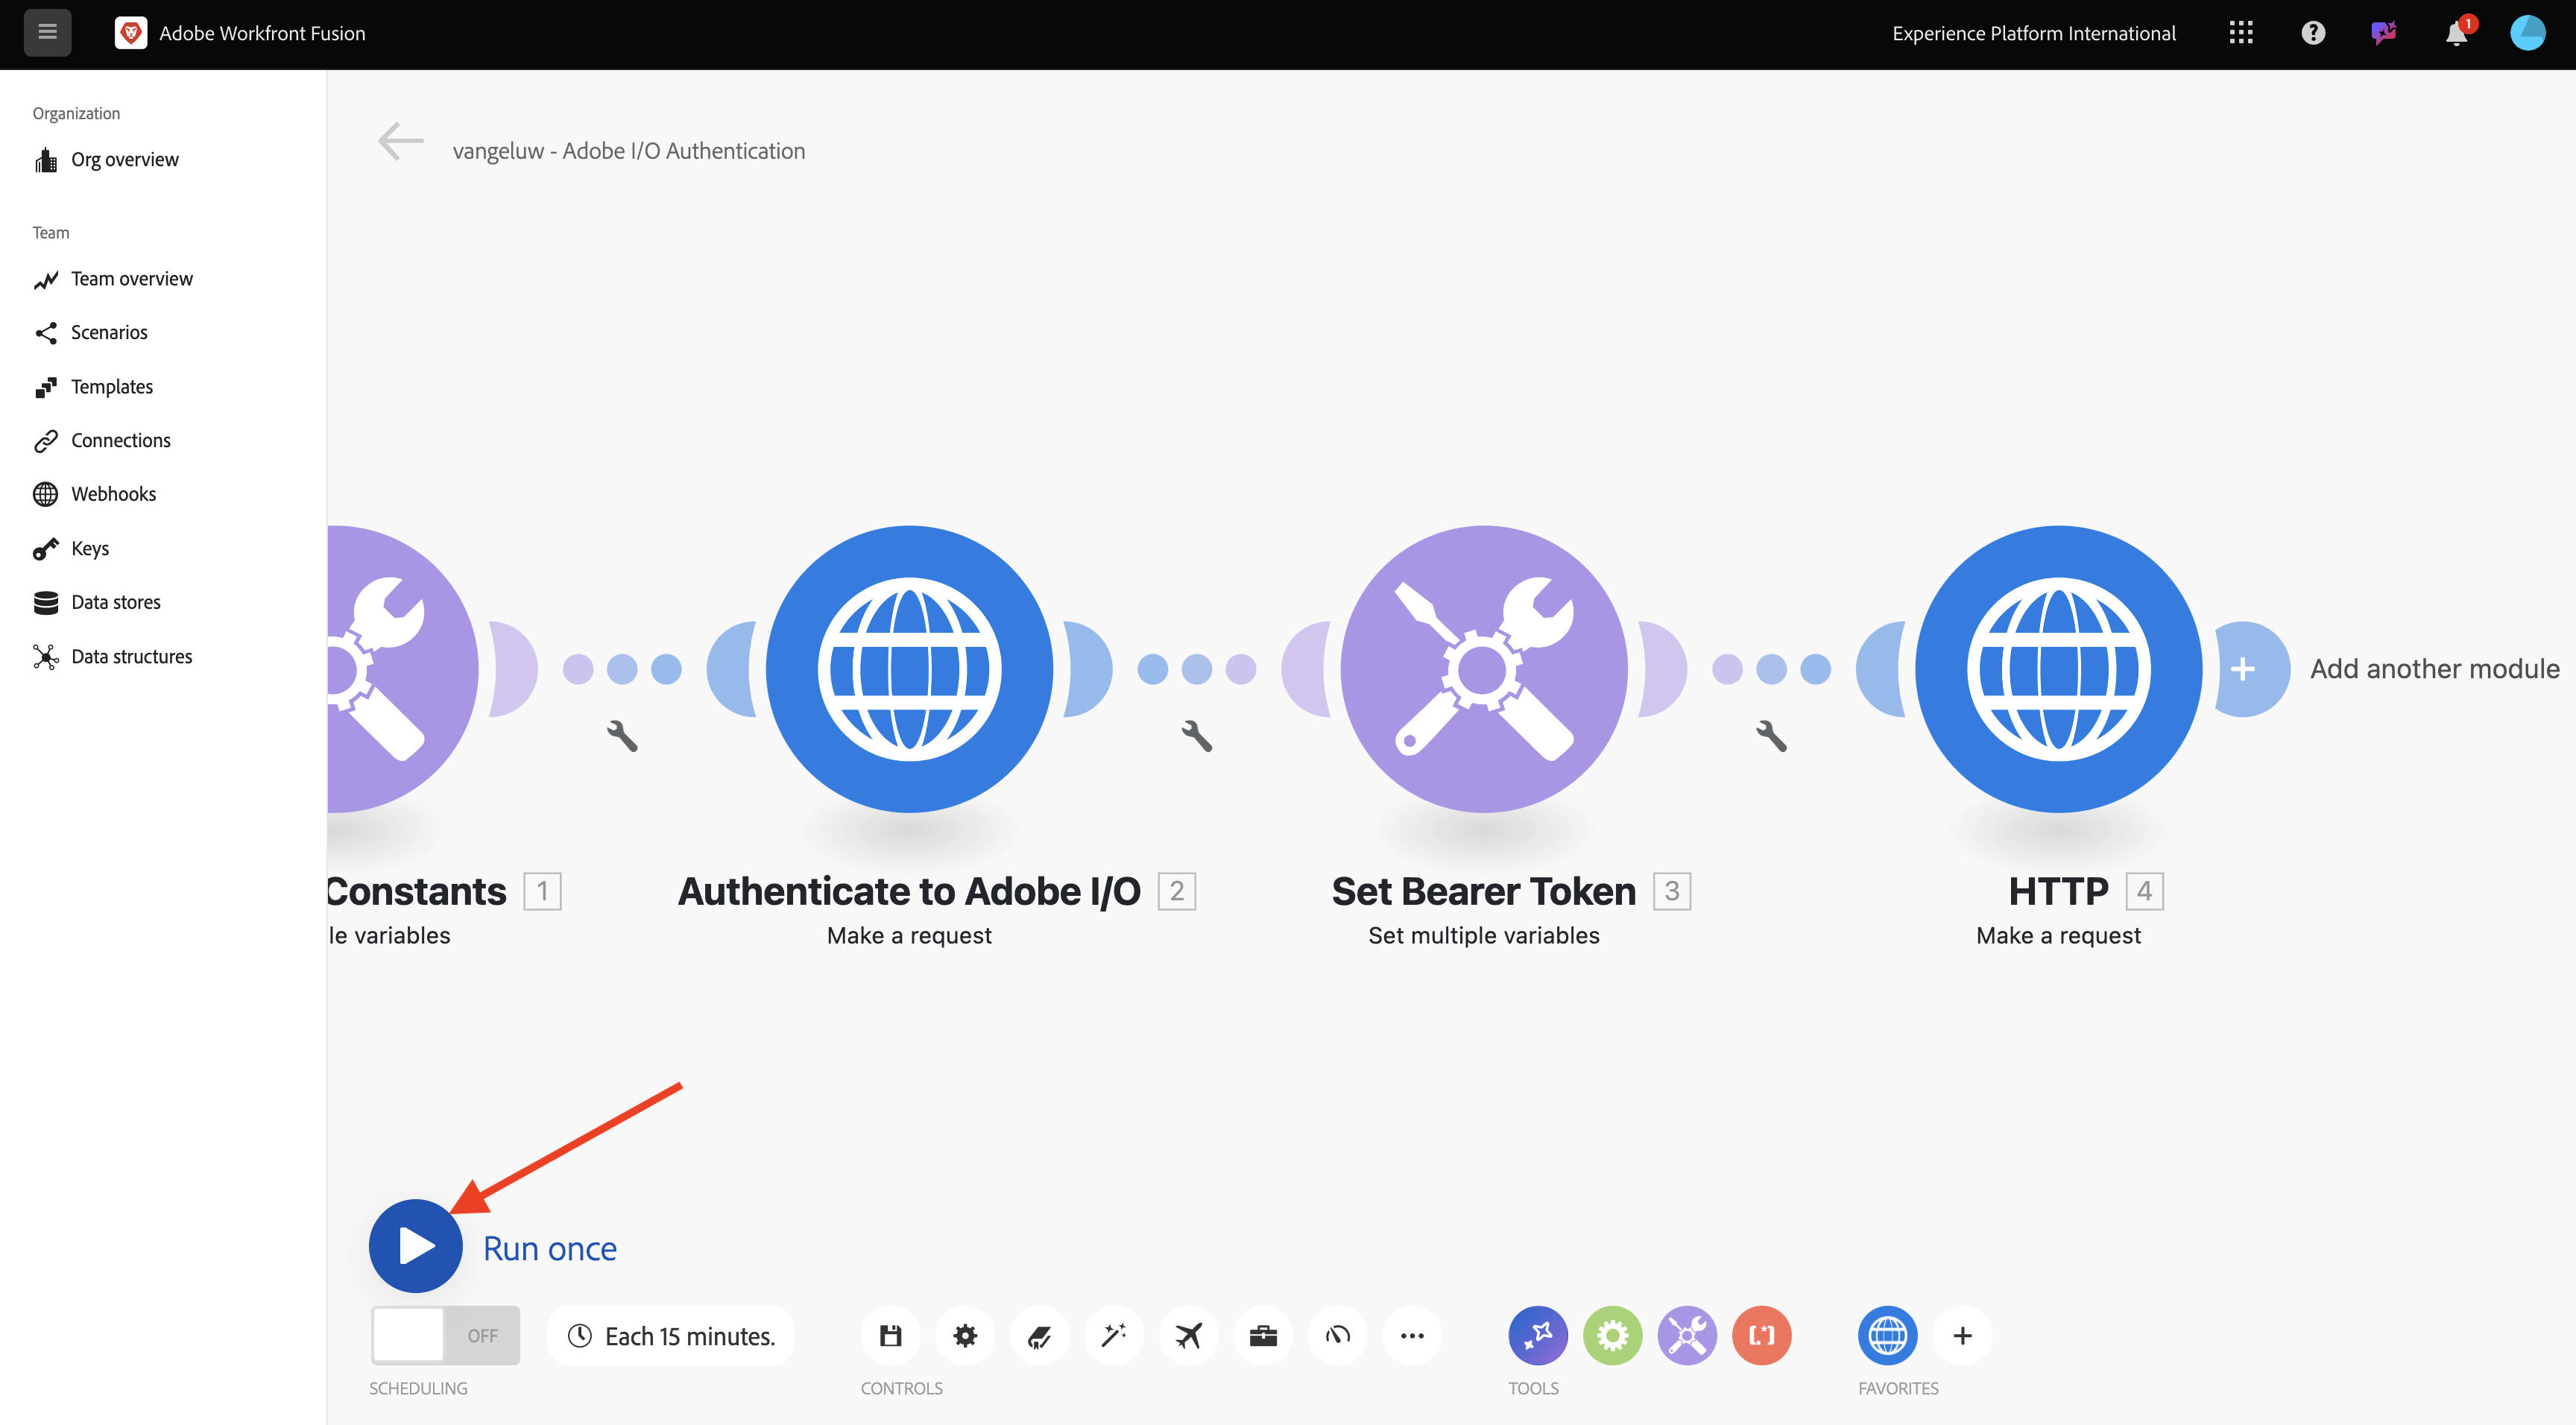 Adobe Workfront Fusion
Experience Platform International
1
Organization
Org overview
Team
Team overview
Scenarios
Templates
Connections
Webhooks
Keys
Data stores
Data structures
vangeluw - Adobe I/O Authentication
Add another module
Constants 1
le variables
Authenticate to Adobe I/O 2
Make a request
Set Bearer Token 3
Set multiple variables
HTTP 4
Make a request
Run once
OFF
Each 15 minutes.
SCHEDULING
CONTROLS
TOOLS
FAVORITES